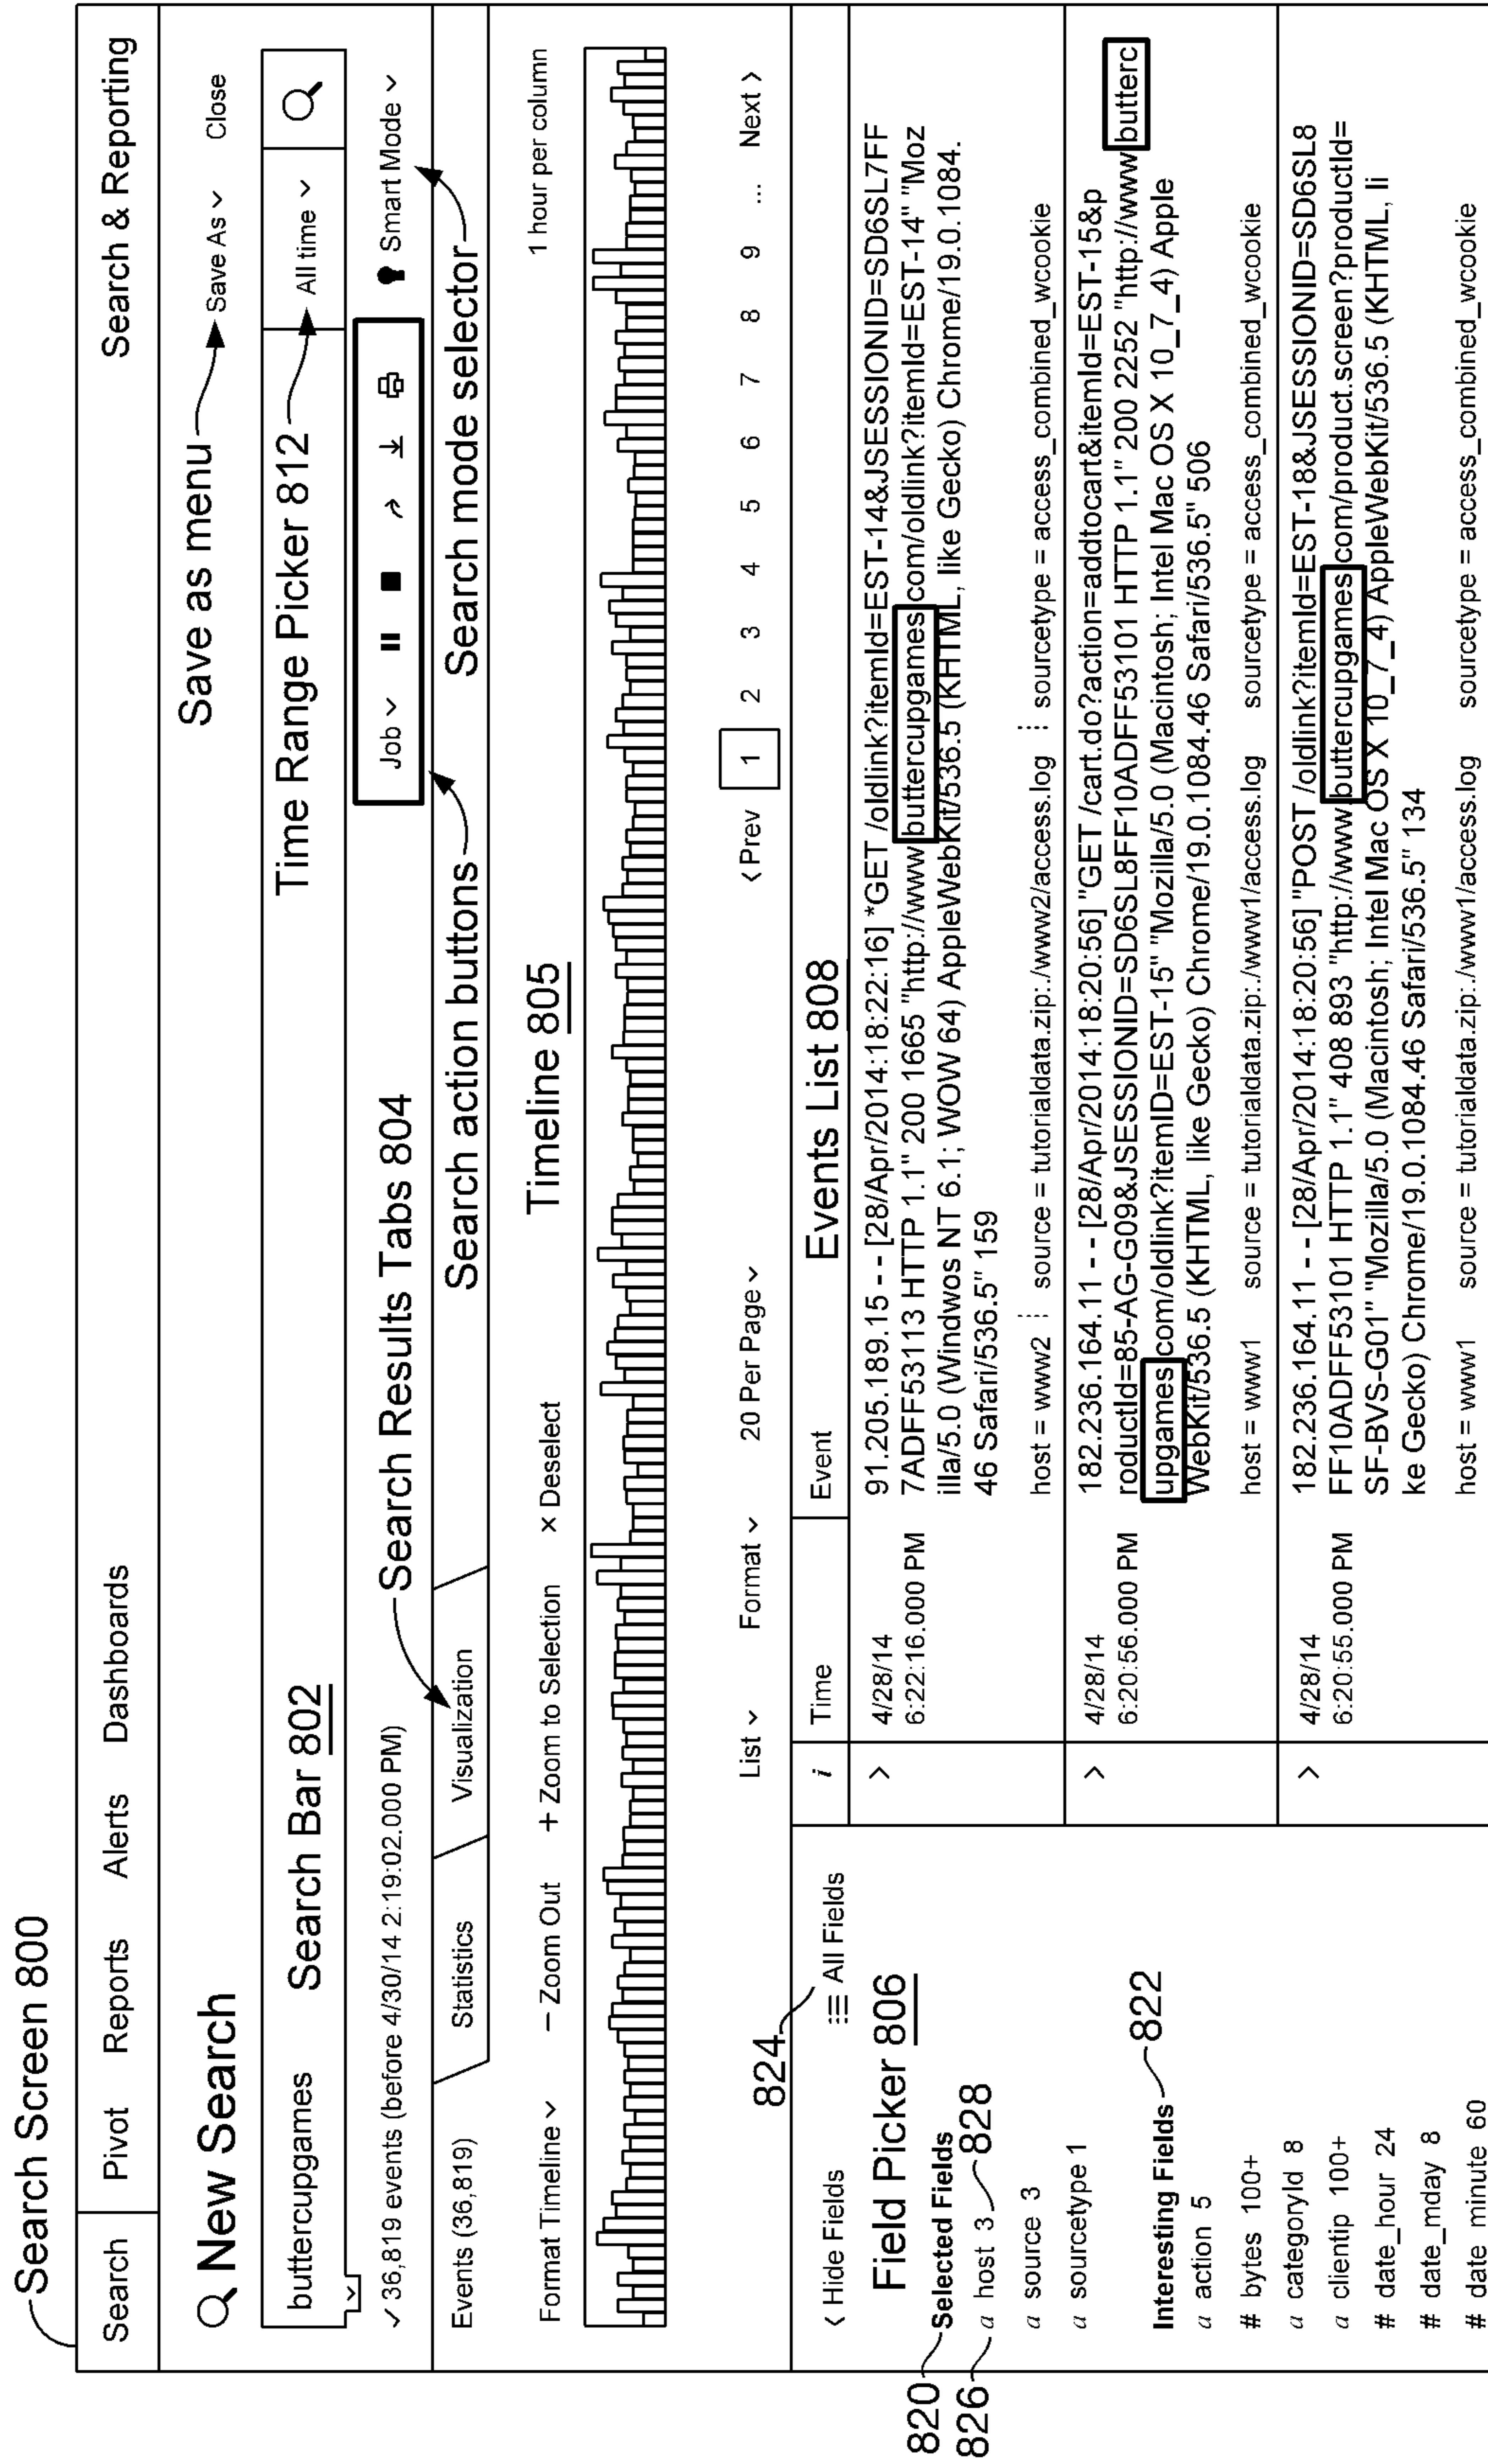 Search Screen 800
Search Pivot Reports Alerts Dashboards Search & Reporting
New Search
Save as menu
Save As Close
buttercupgames
Search Bar 802
Time Range Picker 812
All time
✓ 36,819 events (before 4/30/14 2:19:02.000 PM)
Search Results Tabs 804
Job
Smart Mode
Events (36,819) Statistics Visualization
Search action buttons
Search mode selector
Format Timeline − Zoom Out + Zoom to Selection × Deselect
Timeline 805
1 hour per column
List Format 20 Per Page
< Prev 1 2 3 4 5 6 7 8 9 ... Next >
824
< Hide Fields All Fields
Field Picker 806
820
Selected Fields
826
a host 3
828
a source 3
a sourcetype 1
Interesting Fields
822
a action 5
# bytes 100+
a categoryId 8
a clientip 100+
# date_hour 24
# date_mday 8
# date minute 60
i Time Event
Events List 808
> 4/28/14
6:22:16.000 PM
91.205.189.15 - - [28/Apr/2014:18:22:16] *GET /oldlink?itemId=EST-14&JSESSIONID=SD6SL7FF
7ADFF53113 HTTP 1.1" 200 1665 "http://www buttercupgames com/oldlink?itemId=EST-14" "Moz
illa/5.0 (Windwos NT 6.1; WOW 64) AppleWebKit/536.5 (KHTML, like Gecko) Chrome/19.0.1084.
46 Safari/536.5" 159
host = www2 source = tutorialdata.zip:./www2/access.log sourcetype = access_combined_wcookie
> 4/28/14
6:20:56.000 PM
182.236.164.11 - - [28/Apr/2014:18:20:56] "GET /cart.do?action=addtocart&itemId=EST-15&p
roductId=85-AG-G09&JSESSIONID=SD6SL8FF10ADFF53101 HTTP 1.1" 200 2252 "http://www butterc
upgames com/oldlink?itemID=EST-15" "Mozilla/5.0 (Macintosh; Intel Mac OS X 10_7_4) Apple
WebKit/536.5 (KHTML, like Gecko) Chrome/19.0.1084.46 Safari/536.5" 506
host = www1 source = tutorialdata.zip:./www1/access.log sourcetype = access_combined_wcookie
> 4/28/14
6:20:55.000 PM
182.236.164.11 - - [28/Apr/2014:18:20:56] "POST /oldlink?itemId=EST-18&JSESSIONID=SD6SL8
FF10ADFF53101 HTTP 1.1" 408 893 "http://www buttercupgames com/product.screen?productId=
SF-BVS-G01" "Mozilla/5.0 (Macintosh; Intel Mac OS X 10_7_4) AppleWebKit/536.5 (KHTML, li
ke Gecko) Chrome/19.0.1084.46 Safari/536.5" 134
host = www1 source = tutorialdata.zip:./www1/access.log sourcetype = access_combined_wcookie